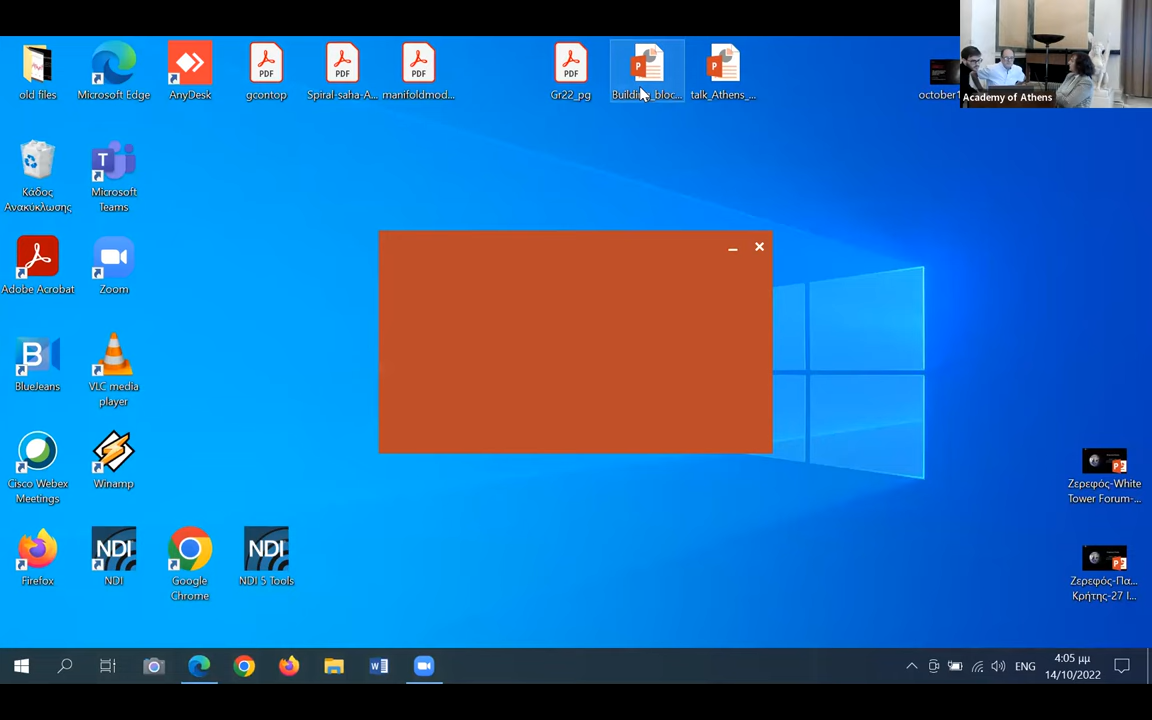 old files
Microsoft Edge
AnyDesk
PDF
gcontop
PDF
Spiral-saha-A...
PDF
manifoldmod...
PDF
Gr22_pg
Building_bloc...
talk_Athens_...
Academy of Athens
Κάδος
Ανακύκλωσης
Microsoft
Teams
Adobe Acrobat
Zoom
BlueJeans
VLC media
player
Cisco Webex
Meetings
Winamp
Ζερεφός-White
Tower Forum-...
Firefox
NDI
NDI
Google
Chrome
NDI
NDI 5 Tools
Ζερεφός-Πα...
Κρήτης-27 Ι...
ENG
4:05 μμ
14/10/2022